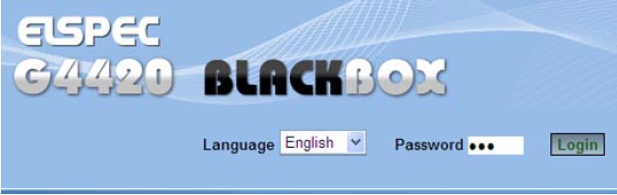 ELSPEC
G4420 BLACKBOX
Language English Password ••• Login